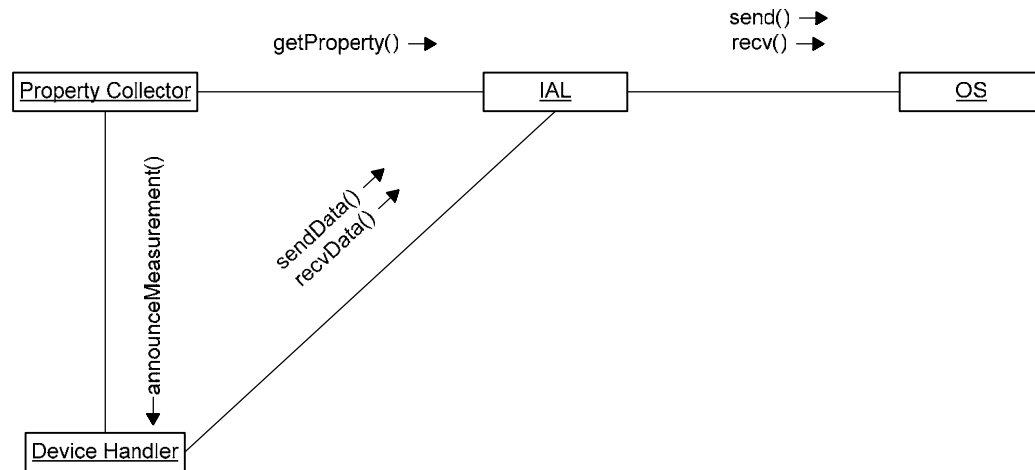 send()
getProperty()
recv()
Property Collector
IAL
OS
announceMeasurement()
sendData()
recvData()
Device Handler